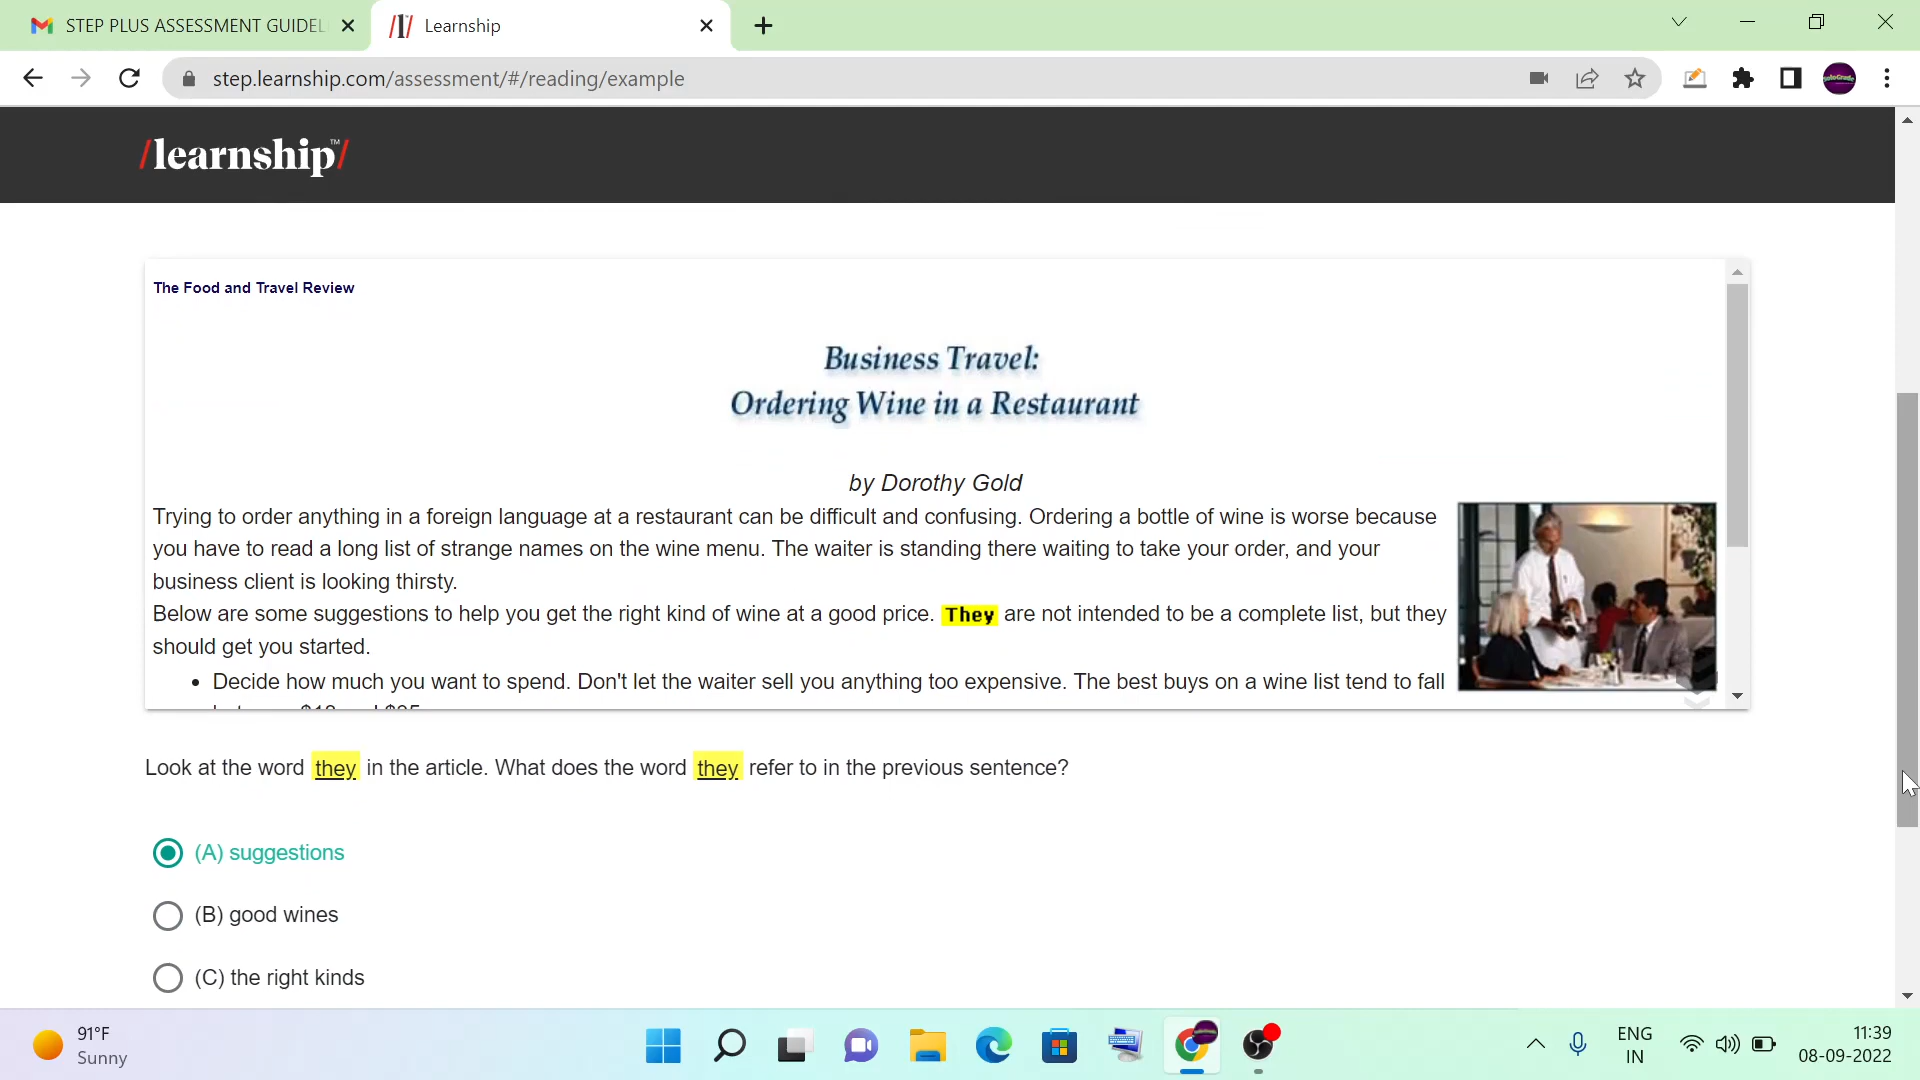 STEP PLUS ASSESSMENT GUIDEL
Learnship
step.learnship.com/assessment/#/reading/example
/learnship™/
The Food and Travel Review
Business Travel:
Ordering Wine in a Restaurant
by Dorothy Gold
Trying to order anything in a foreign language at a restaurant can be difficult and confusing. Ordering a bottle of wine is worse because
you have to read a long list of strange names on the wine menu. The waiter is standing there waiting to take your order, and your
business client is looking thirsty.
Below are some suggestions to help you get the right kind of wine at a good price. They are not intended to be a complete list, but they
should get you started.
• Decide how much you want to spend. Don't let the waiter sell you anything too expensive. The best buys on a wine list tend to fall
Look at the word they in the article. What does the word they refer to in the previous sentence?
(A) suggestions
(B) good wines
(C) the right kinds
91°F
Sunny
ENG
IN
11:39
08-09-2022